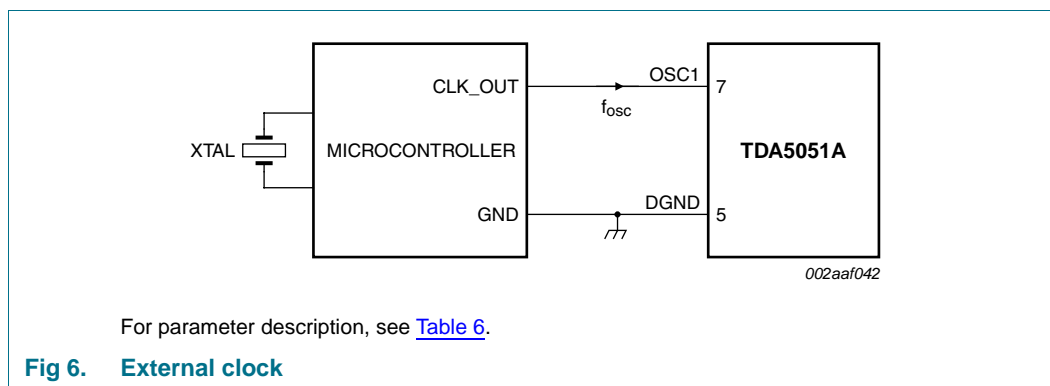 CLK_OUT
OSC1
7
f_osc
XTAL
MICROCONTROLLER
TDA5051A
GND
DGND
5
002aaf042
For parameter description, see Table 6.
Fig 6. External clock